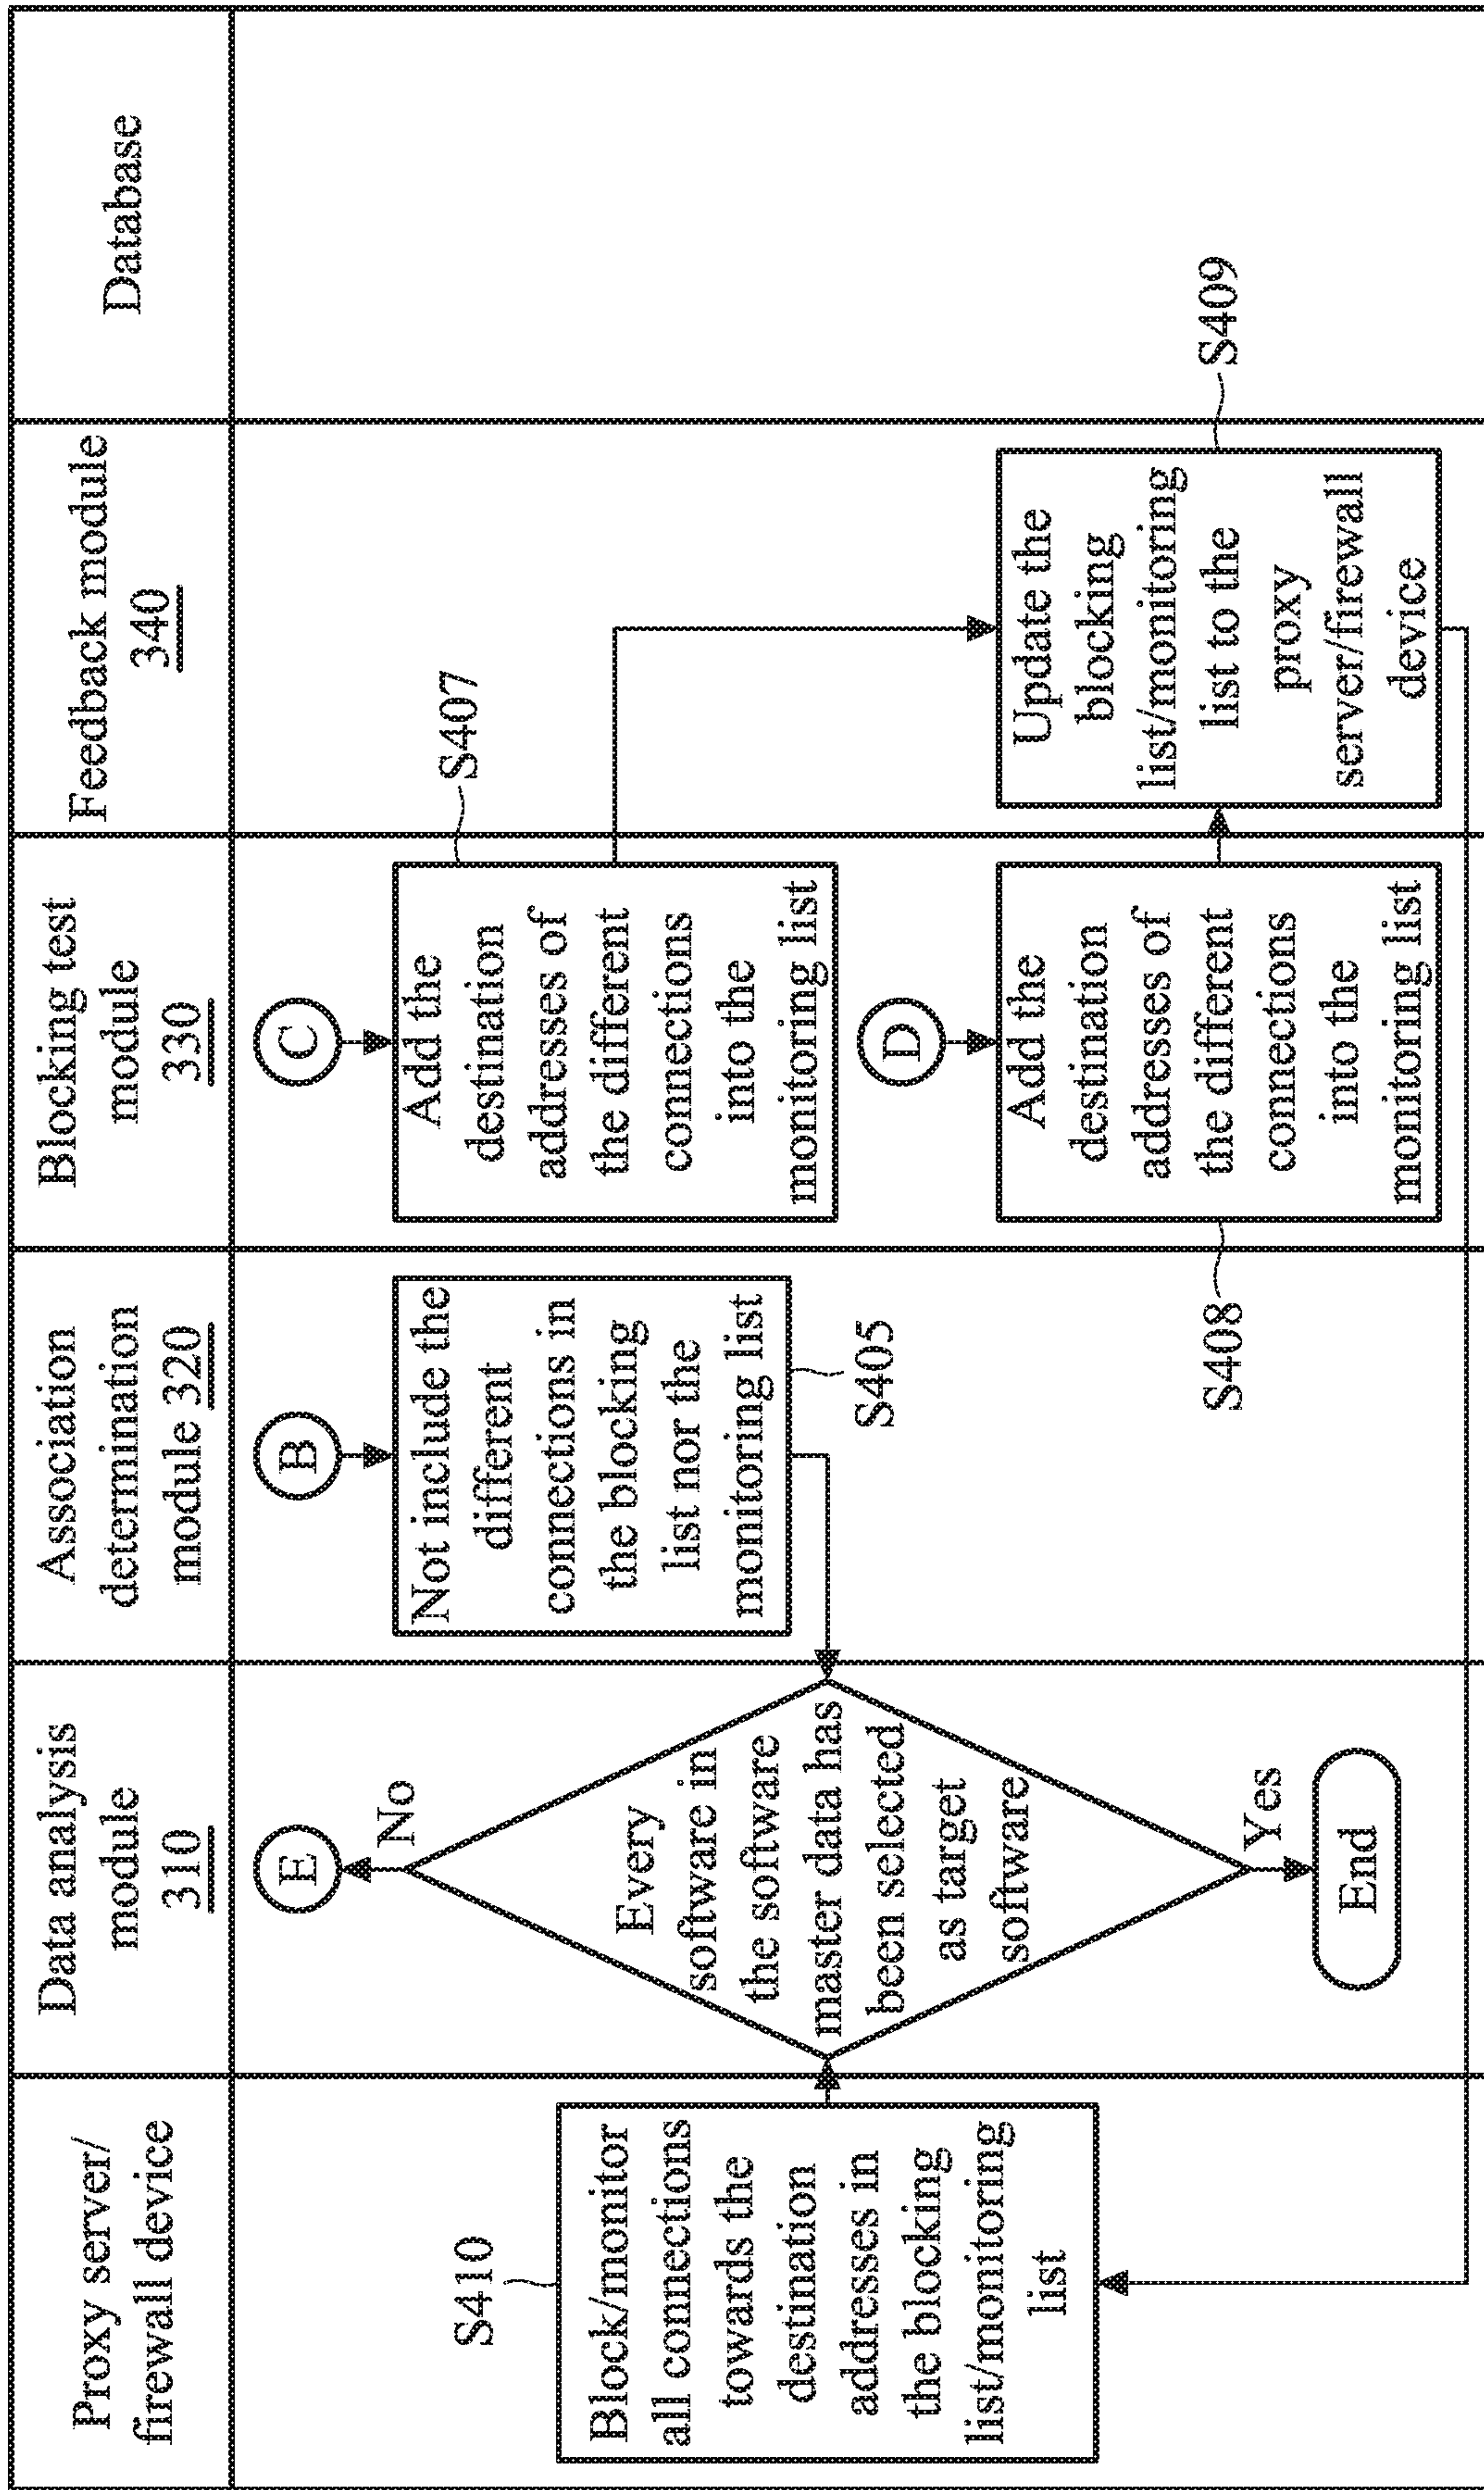 Proxy server/
firewall device
Data analysis
module
310
Association
determination
module 320
Blocking test
module
330
Feedback module
340
Database
S410
Block/monitor
all connections
towards the
destination
addresses in
the blocking
list/monitoring
list
E
No
Every
software in
the software
master data has
been selected
as target
software
Yes
End
B
Not include the
different
connections in
the blocking
list nor the
monitoring list
S405
C
S407
Add the
destination
addresses of
the different
connections
into the
monitoring list
D
Add the
destination
addresses of
the different
connections
into the
monitoring list
S408
Update the
blocking
list/monitoring
list to the
proxy
server/firewall
device
S409